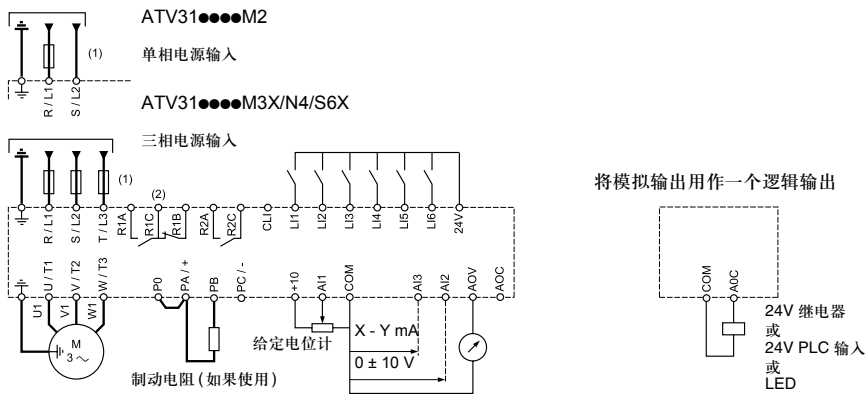 ATV31●●●●M2
(1)
单相电源输入
R / L1
S / L2
ATV31●●●●M3X/N4/S6X
三相电源输入
(1)
(2)
将模拟输出用作一个逻辑输出
R / L1
S / L2
T / L3
R1A
R1C
R1B
R2A
R2C
CLI
LI1
LI2
LI3
LI4
LI5
LI6
24V
U / T1
V / T2
W / T3
P0
PA / +
PB
PC / -
+10
AI1
COM
AI3
AI2
AOV
AOC
COM
A0C
U1
V1
W1
M
3 ~
给定电位计
X - Y mA
0 ± 10 V
制动电阻 (如果使用)
24V 继电器
或
24V PLC 输入
或
LED